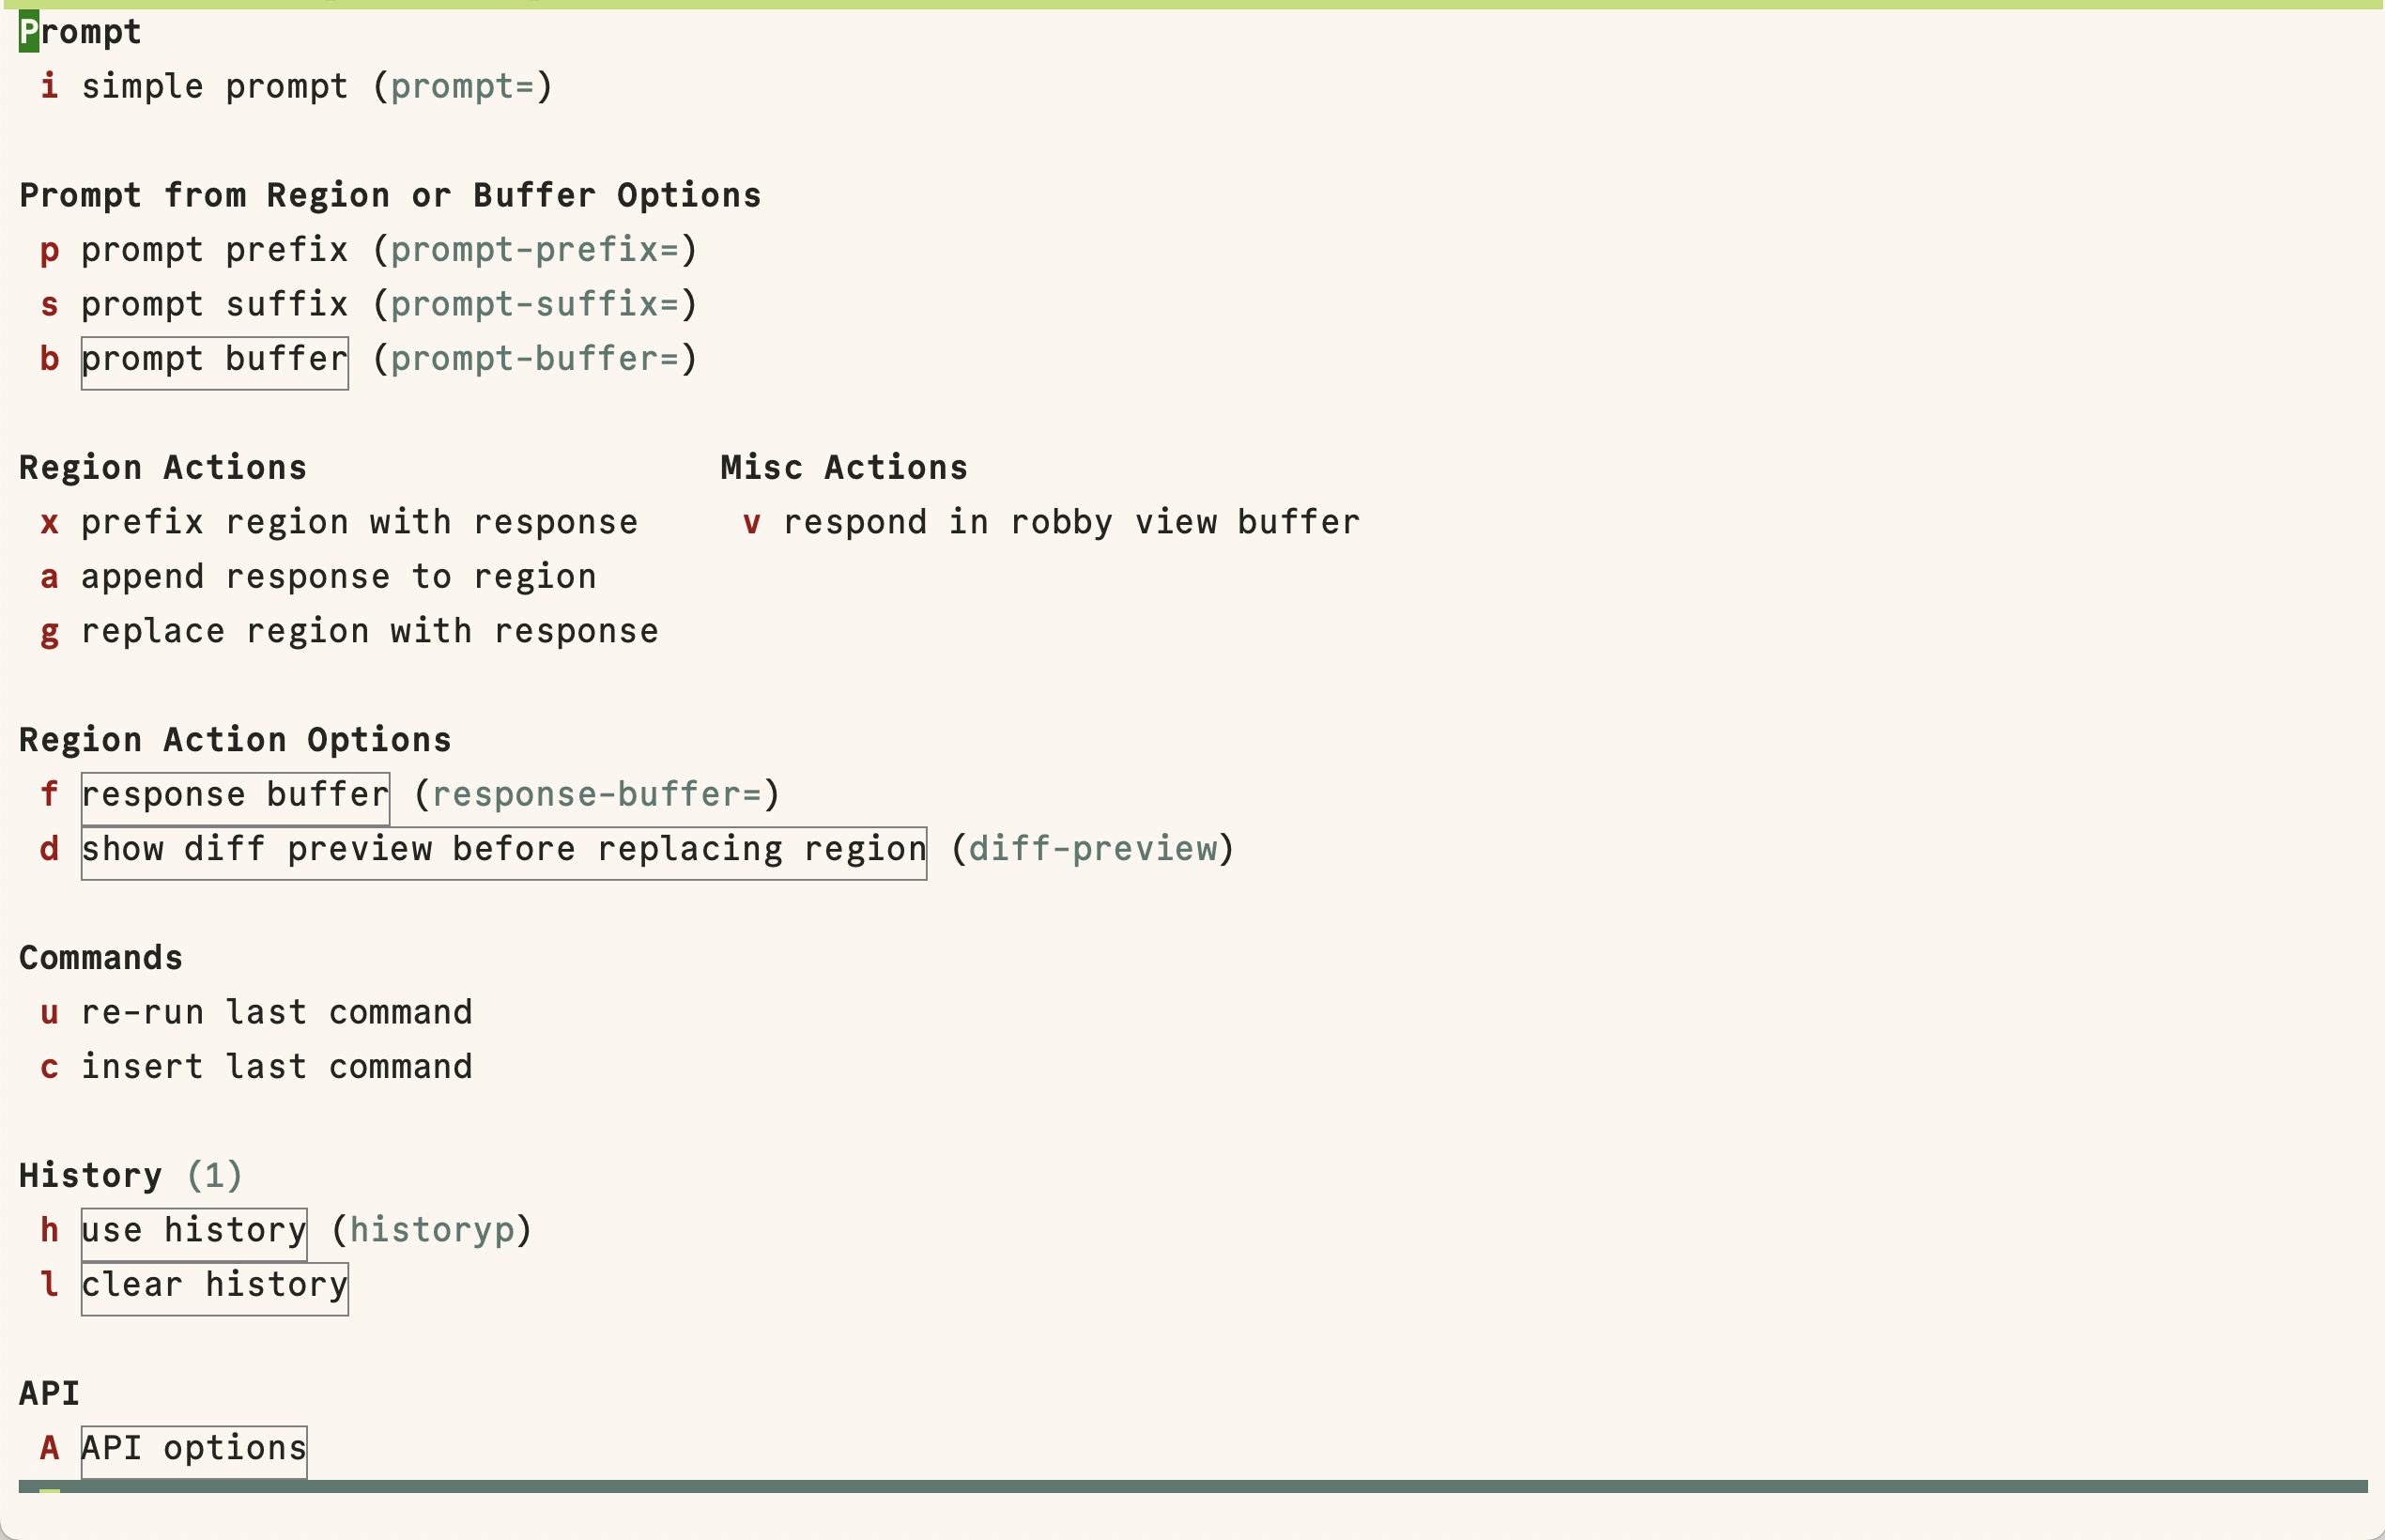 Prompt
i simple prompt (prompt=)
Prompt from Region or Buffer Options
p prompt prefix (prompt-prefix=)
s prompt suffix (prompt-suffix=)
b prompt buffer (prompt-buffer=)
Region Actions
x prefix region with response
a append response to region
g replace region with response
Misc Actions
v respond in robby view buffer
Region Action Options
f response buffer (response-buffer=)
d show diff preview before replacing region (diff-preview)
Commands
u re-run last command
c insert last command
History (1)
h use history (historyp)
l clear history
API
A API options